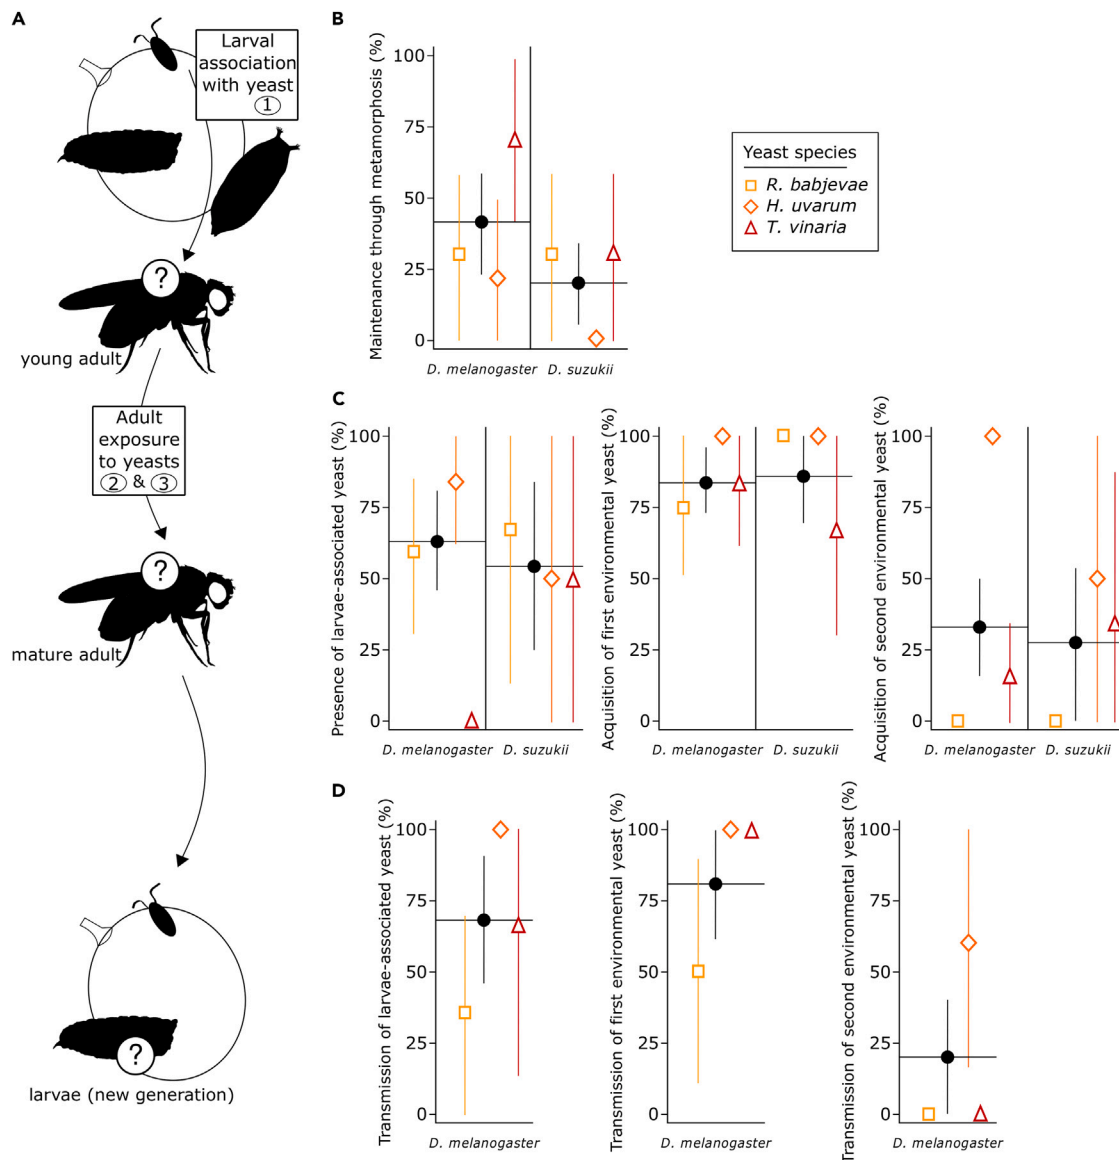 A
Larval
association
with yeast
1
?
young adult
Adult
exposure
to yeasts
2 & 3
?
mature adult
?
larvae (new generation)
B
Maintenance through metamorphosis (%)
100
75
50
25
0
D. melanogaster
D. suzukii
Yeast species
R. babjevae
H. uvarum
T. vinaria
C
Presence of larvae-associated yeast (%)
100
75
50
25
0
D. melanogaster
D. suzukii
Acquisition of first environmental yeast (%)
100
75
50
25
0
D. melanogaster
D. suzukii
Acquisition of second environmental yeast (%)
100
75
50
25
0
D. melanogaster
D. suzukii
D
Transmission of larvae-associated yeast (%)
100
75
50
25
0
D. melanogaster
Transmission of first environmental yeast (%)
100
75
50
25
0
D. melanogaster
Transmission of second environmental yeast (%)
100
75
50
25
0
D. melanogaster